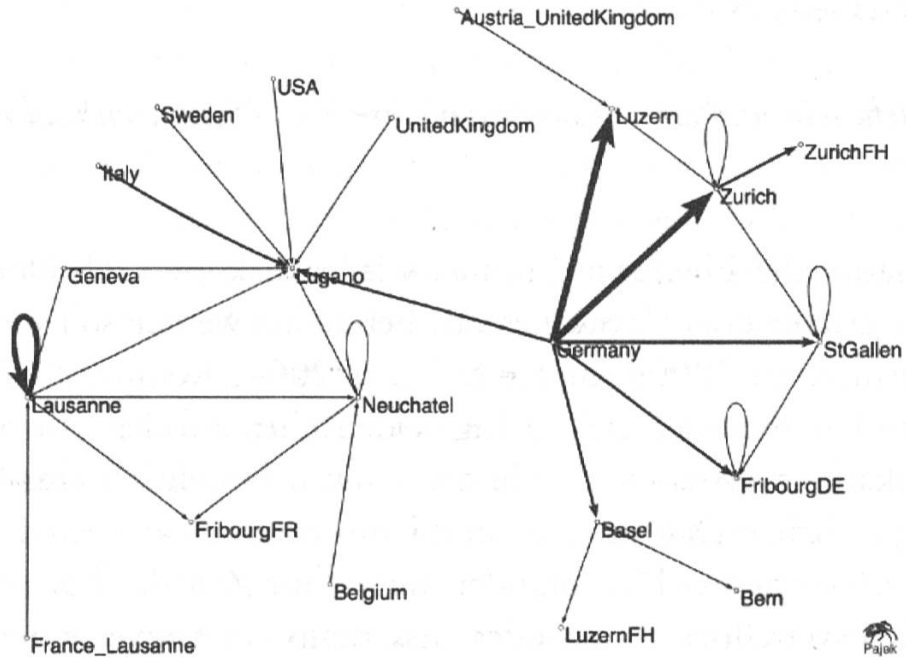 Austria_UnitedKingdom
USA
Sweden
Luzern
UnitedKingdom
ZurichFH
Italy
Zurich
Geneva
Lugano
Germany
StGallen
Lausanne
Neuchatel
FribourgDE
FribourgFR
Basel
Belgium
Bern
LuzernFH
France_Lausanne
Pajek